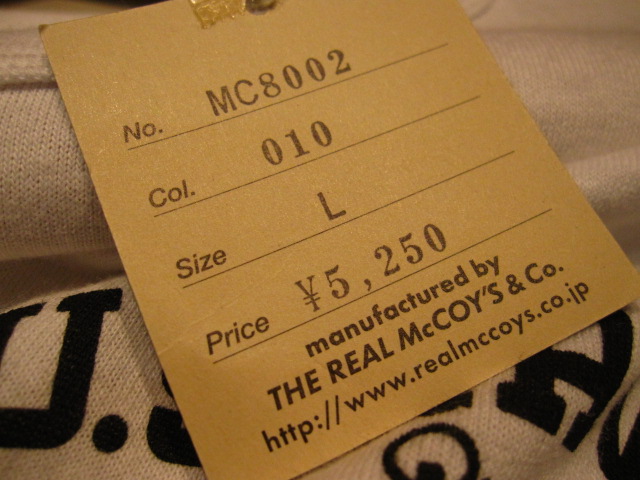 No. MC8002
Col. 010
Size L
Price ¥5,250
manufactured by
THE REAL McCOY'S & Co.
http://www.realmccoys.co.jp
U.S.